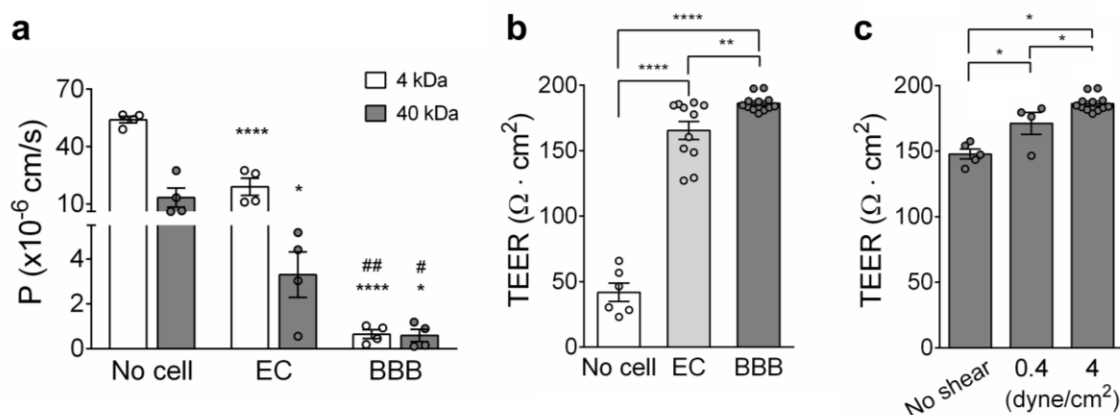 a
P (x10⁻⁶ cm/s)
70
40
10
4
2
0
4 kDa
40 kDa
****
*
##
****
#
*
No cell
EC
BBB
b
TEER (Ω · cm²)
200
150
100
50
0
****
****
**
No cell
EC
BBB
c
TEER (Ω · cm²)
200
150
100
50
0
*
*
*
No shear
0.4
4
(dyne/cm²)